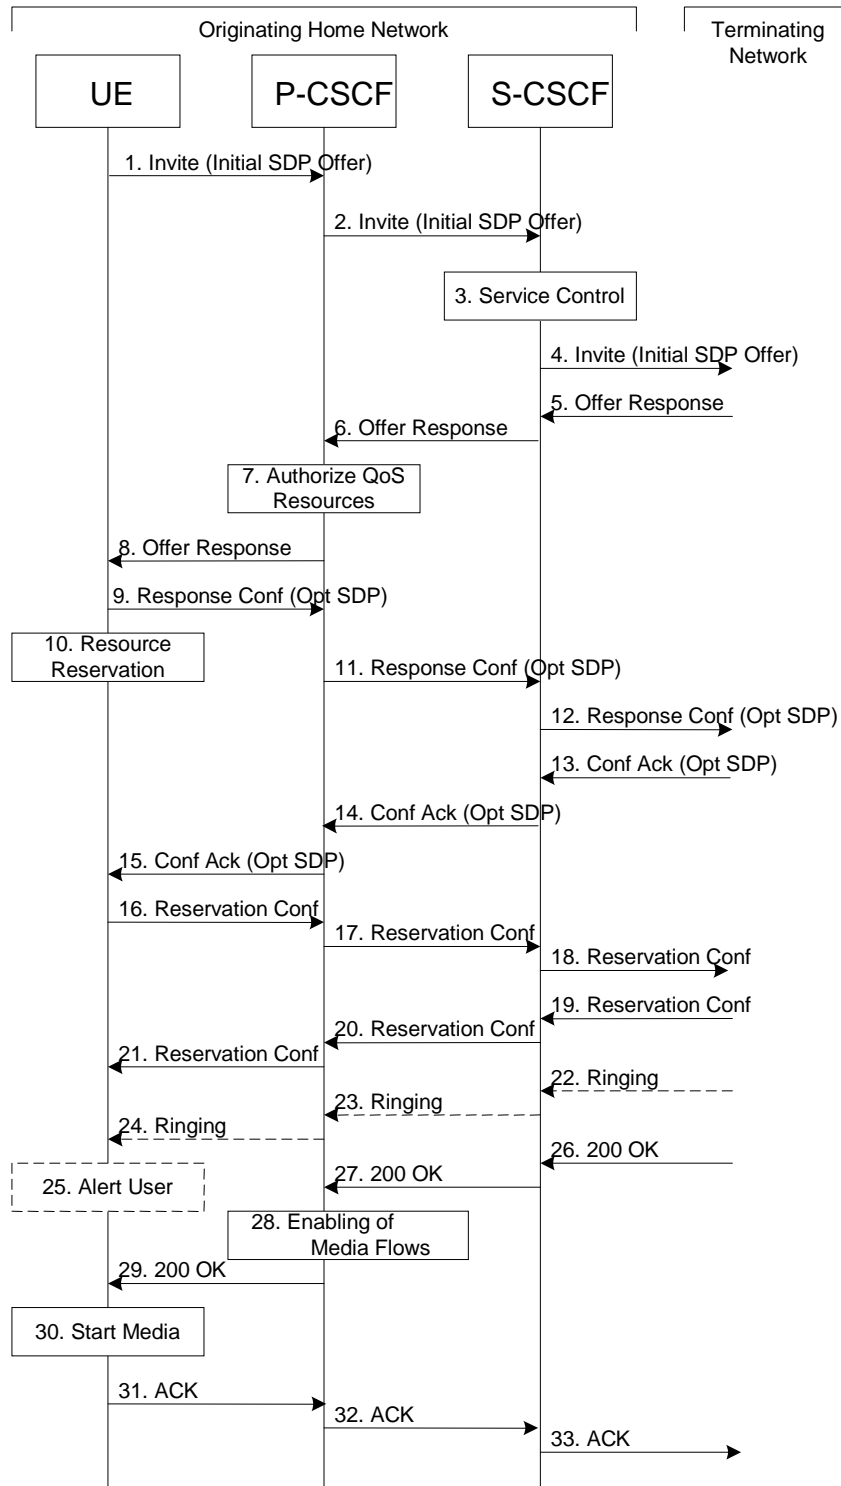 Originating Home Network
Terminating
Network
UE
P-CSCF
S-CSCF
1. Invite (Initial SDP Offer)
2. Invite (Initial SDP Offer)
3. Service Control
4. Invite (Initial SDP Offer)
5. Offer Response
6. Offer Response
7. Authorize QoS
Resources
8. Offer Response
9. Response Conf (Opt SDP)
10. Resource
Reservation
11. Response Conf (Opt SDP)
12. Response Conf (Opt SDP)
13. Conf Ack (Opt SDP)
14. Conf Ack (Opt SDP)
15. Conf Ack (Opt SDP)
16. Reservation Conf
17. Reservation Conf
18. Reservation Conf
19. Reservation Conf
20. Reservation Conf
21. Reservation Conf
22. Ringing
23. Ringing
24. Ringing
25. Alert User
26. 200 OK
27. 200 OK
28. Enabling of
Media Flows
29. 200 OK
30. Start Media
31. ACK
32. ACK
33. ACK